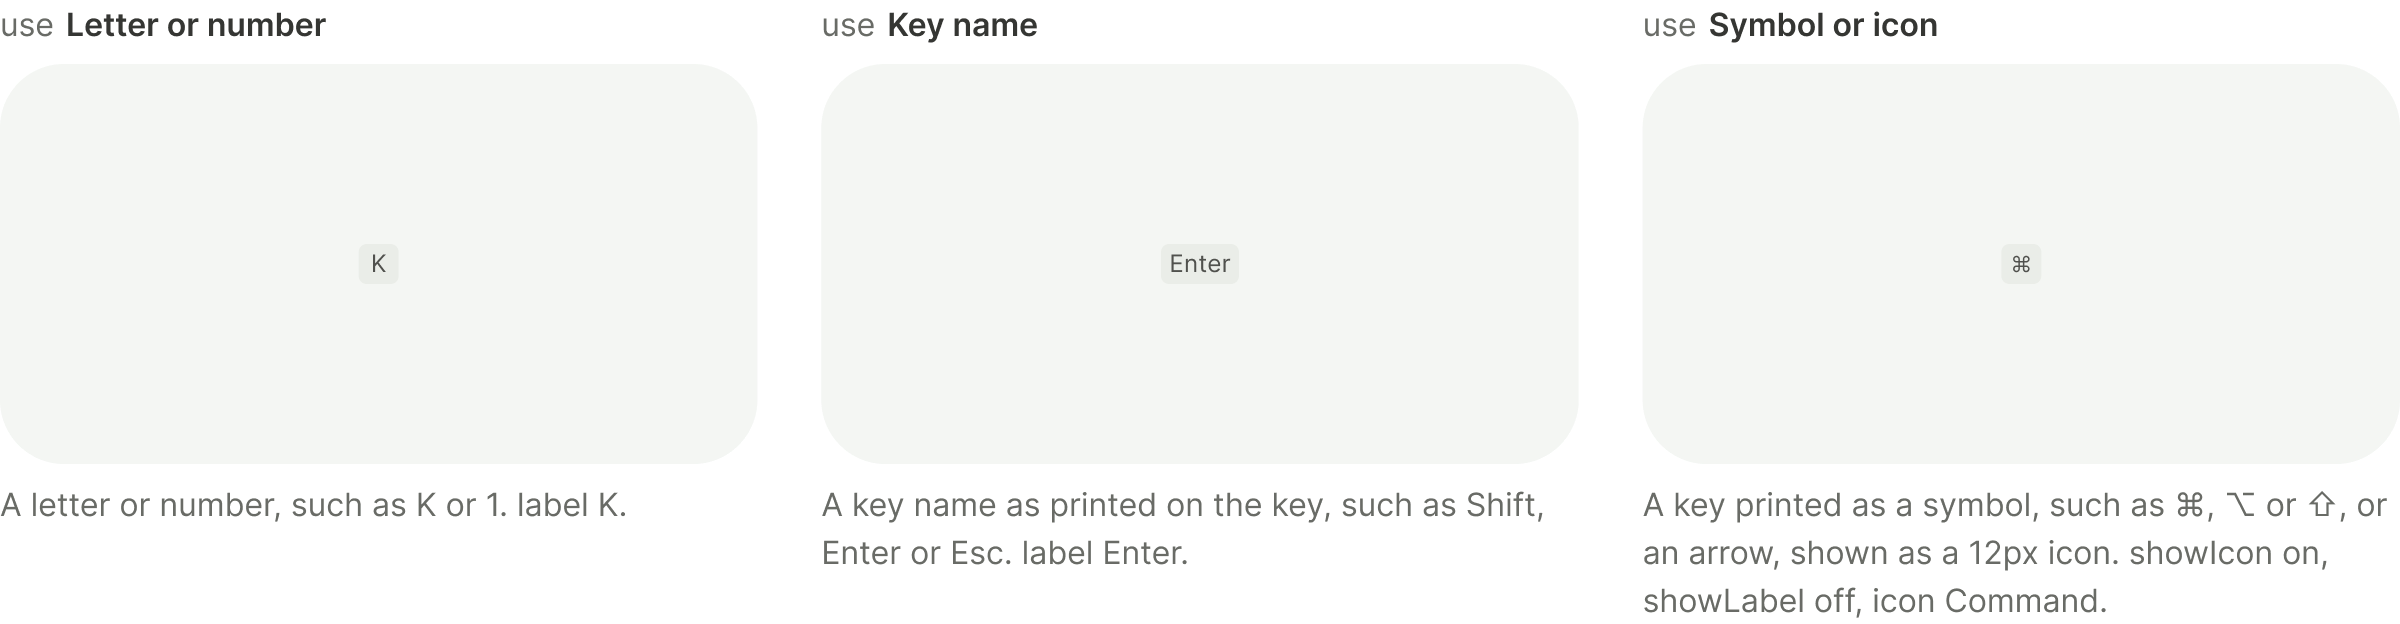 use Letter or number
K
A letter or number, such as K or 1. label K.
use Key name
Enter
A key name as printed on the key, such as Shift,
Enter or Esc. label Enter.
use Symbol or icon
⌘
A key printed as a symbol, such as ⌘, ⌥ or ⇧, or
an arrow, shown as a 12px icon. showIcon on,
showLabel off, icon Command.